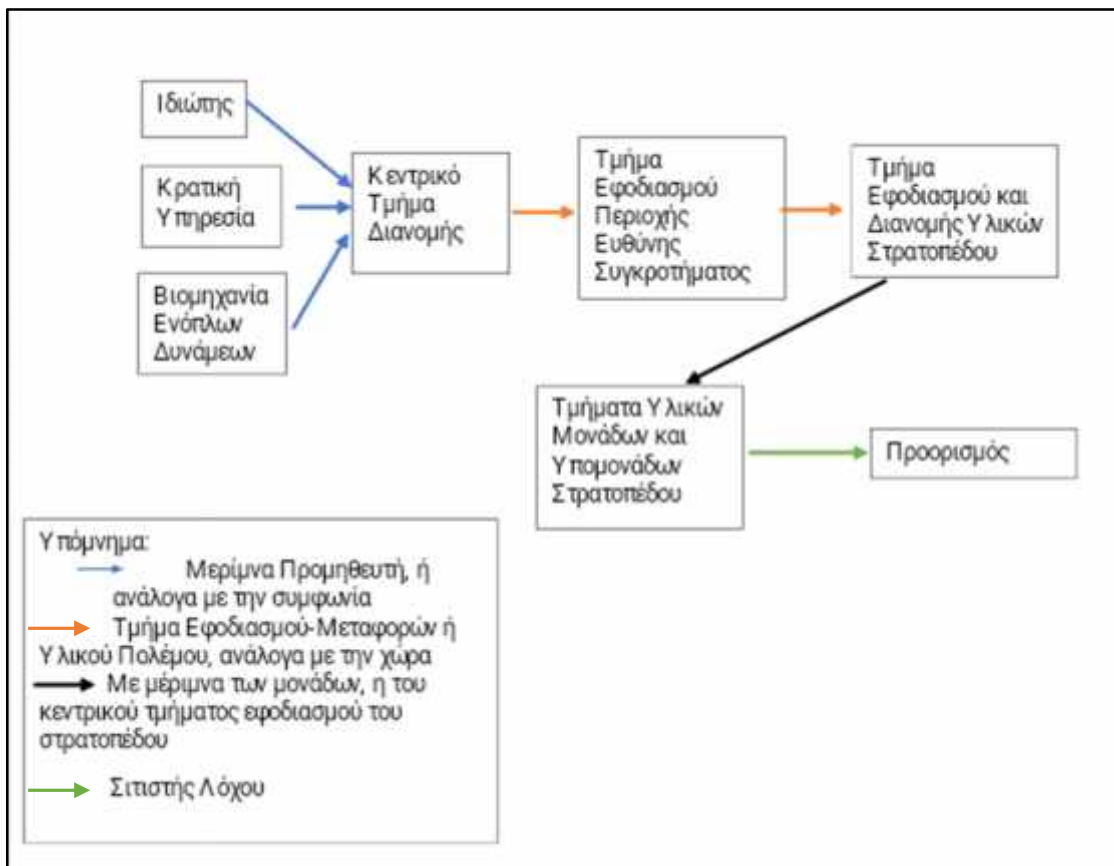 Ιδιώτης
Κρατική
Υπηρεσία
Βιομηχανία
Ενόπλων
Δυνάμεων
Κεντρικό
Τμήμα
Διανομής
Τμήμα
Εφοδιασμού
Περιοχής
Ευθύνης
Συγκροτήματος
Τμήμα
Εφοδιασμού και
Διανομής Υλικών
Στρατοπέδου
Τμήματα Υλικών
Μονάδων και
Υπομονάδων
Στρατοπέδου
Προορισμός
Υπόμνημα:
Μερίμνα Προμηθευτή, ή
ανάλογα με την συμφωνία
Τμήμα Εφοδιασμού-Μεταφορών ή
Υλικού Πολέμου, ανάλογα με την χώρα
Με μέριμνα των μονάδων, η του
κεντρικού τμήματος εφοδιασμού του
στρατοπέδου
Σιτιστής Λόχου